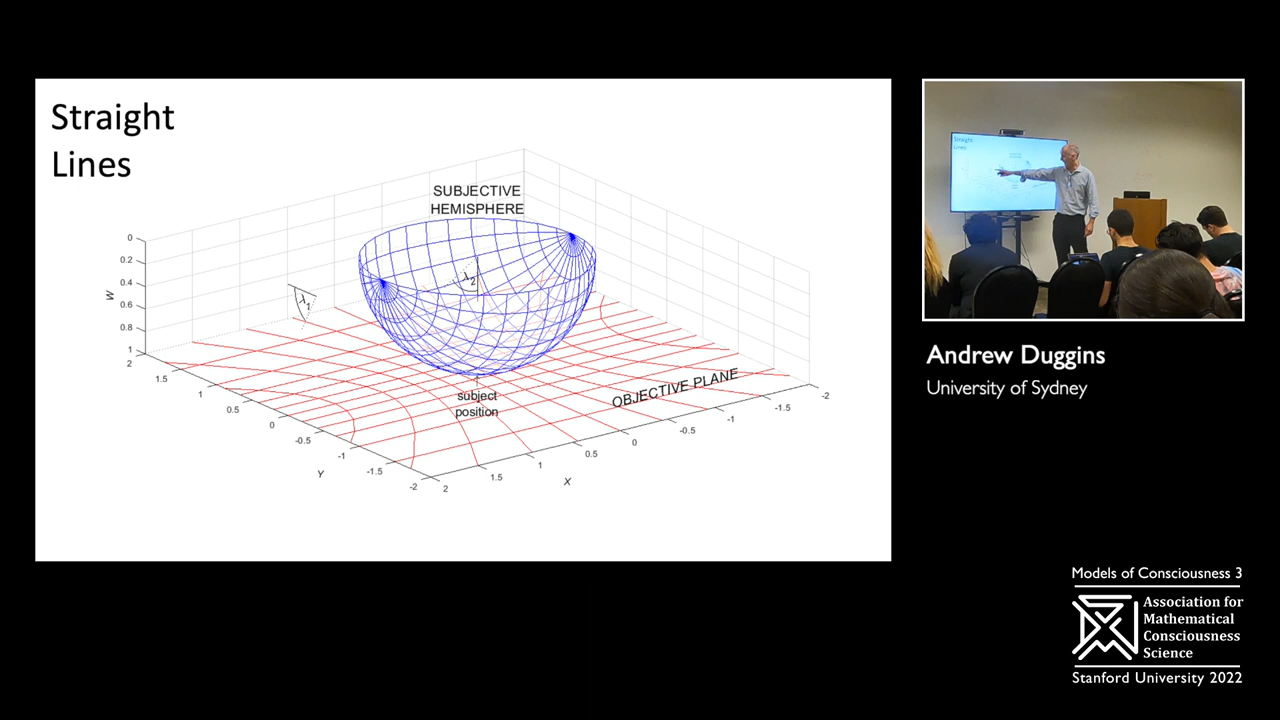 Straight
Lines
SUBJECTIVE
HEMISPHERE
0
0.2
0.4
0.6
0.8
1
W
λ1
λ2
2
1.5
1
0.5
0
-0.5
-1
-1.5
-2
Y
subject
position
OBJECTIVE PLANE
2
1.5
1
0.5
0
-0.5
-1
-1.5
-2
X
Straight
Lines
Andrew Duggins
University of Sydney
Models of Consciousness 3
Association for
Mathematical
Consciousness
Science
Stanford University 2022